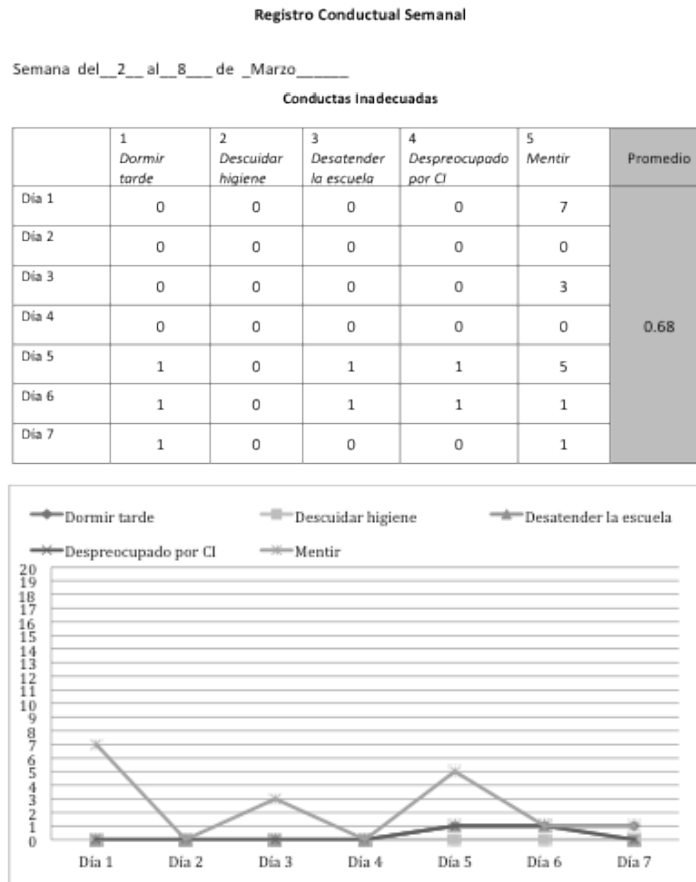 Registro Conductual Semanal
Semana del__2__ al__8___ de _Marzo______
Conductas Inadecuadas
1 2 3 4 5
Dormir Descuidar Desatender Despreocupado Mentir Promedio
tarde higiene la escuela por CI
Día 1 0 0 0 0 7
Día 2 0 0 0 0 0
Día 3 0 0 0 0 3
Día 4 0 0 0 0 0 0.68
Día 5 1 0 1 1 5
Día 6 1 0 1 1 1
Día 7 1 0 0 0 1
Dormir tarde Descuidar higiene Desatender la escuela
Despreocupado por CI Mentir
20
19
18
17
16
15
14
13
12
11
10
9
8
7
6
5
4
3
2
1
0
Día 1 Día 2 Día 3 Día 4 Día 5 Día 6 Día 7